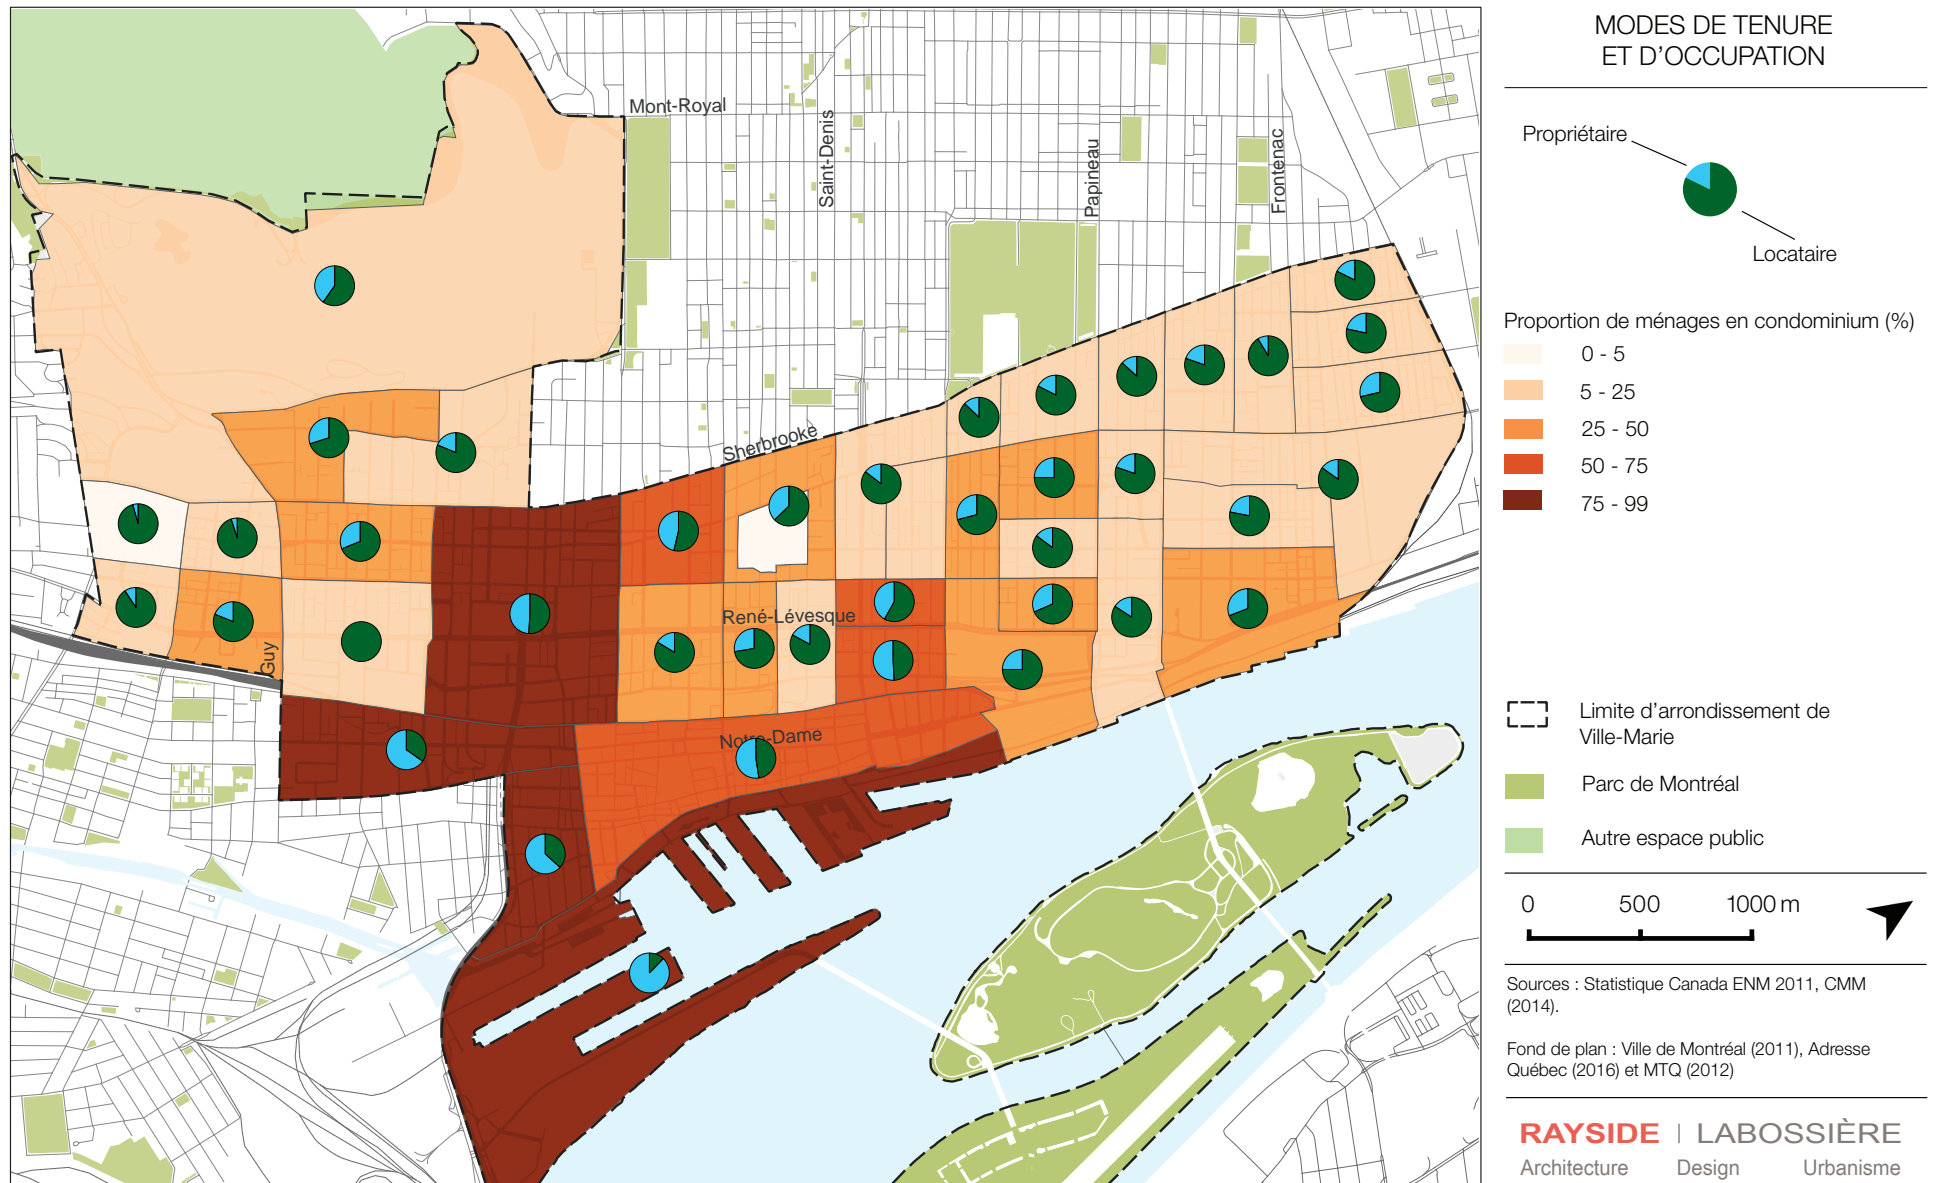 Mont-Royal
Saint-Denis
Papineau
Frontenac
Sherbrooke
René-Lévesque
Guy
Notre-Dame
MODES DE TENURE
ET D'OCCUPATION
Propriétaire
Locataire
Proportion de ménages en condominium (%)
0 - 5
5 - 25
25 - 50
50 - 75
75 - 99
Limite d'arrondissement de
Ville-Marie
Parc de Montréal
Autre espace public
0 500 1000 m
Sources : Statistique Canada ENM 2011, CMM
(2014).
Fond de plan : Ville de Montréal (2011), Adresse
Québec (2016) et MTQ (2012)
RAYSIDE | LABOSSIÈRE
Architecture Design Urbanisme